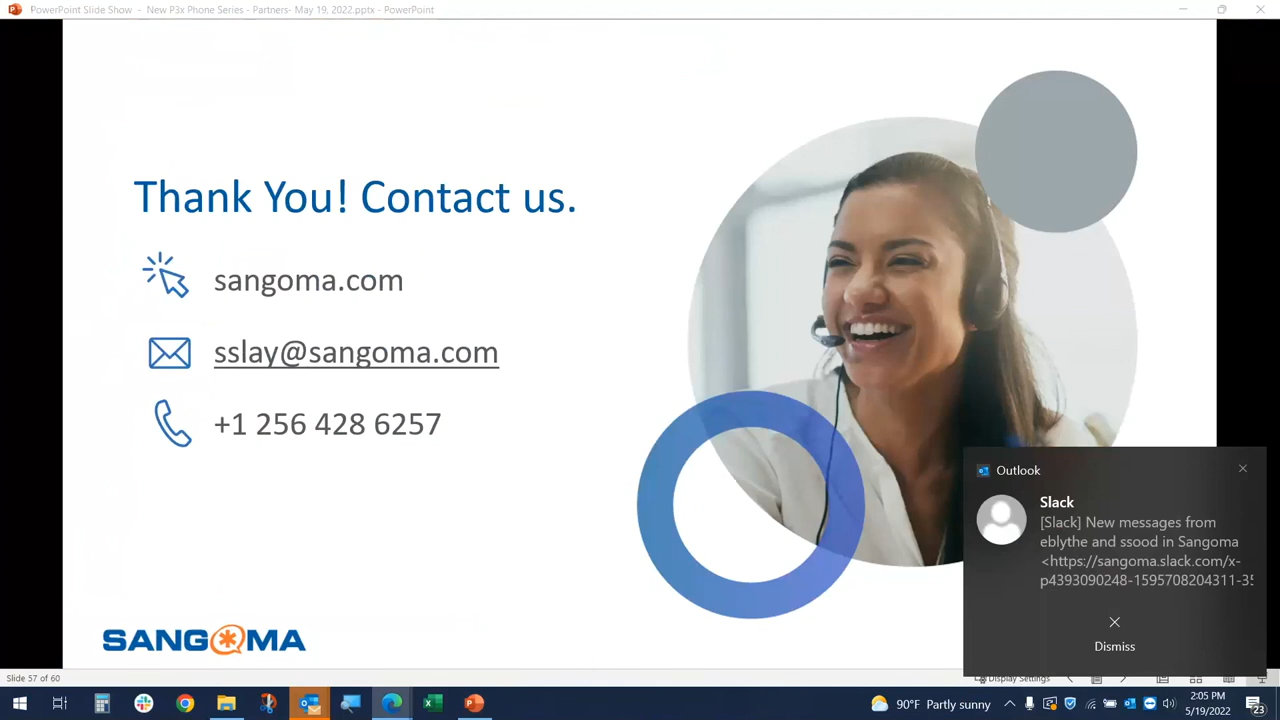 PowerPoint Slide Show - New P3x Phone Series - Partners- May 19, 2022.pptx - PowerPoint
Thank You! Contact us.
sangoma.com
sslay@sangoma.com
+1 256 428 6257
SANGOMA
Outlook
Slack
[Slack] New messages from
eblythe and ssood in Sangoma
<https://sangoma.slack.com/x-
p4393090248-1595708204311-35
Dismiss
Slide 57 of 60
Display Settings
90°F Partly sunny
2:05 PM
5/19/2022
23